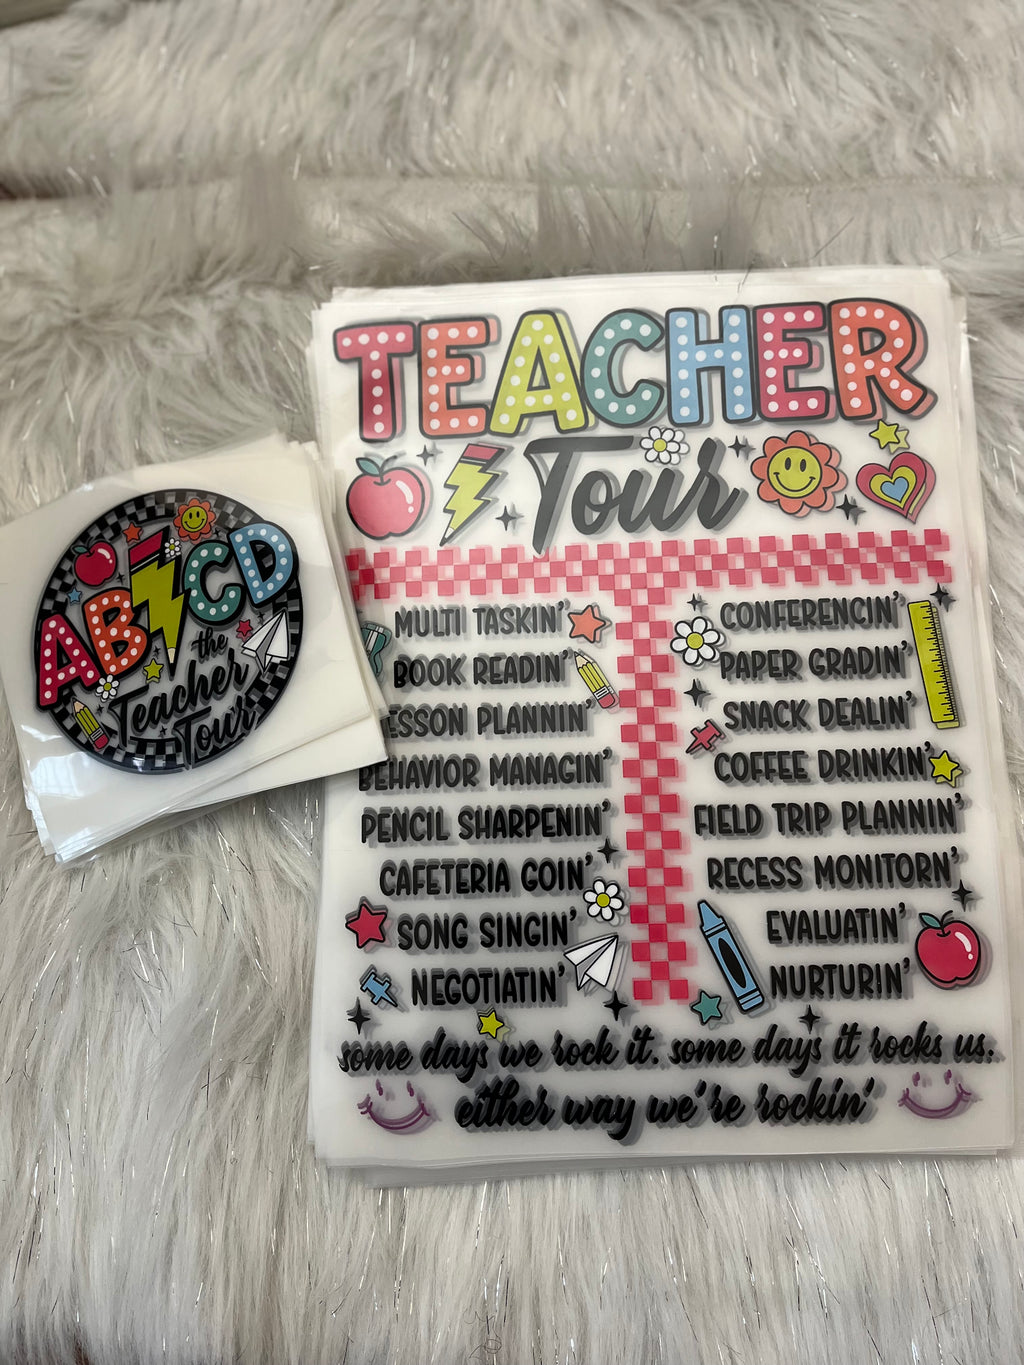 TEACHER
Tour
MULTI TASKIN'
BOOK READIN'
LESSON PLANNIN'
BEHAVIOR MANAGIN'
PENCIL SHARPENIN'
CAFETERIA GOIN'
SONG SINGIN'
NEGOTIATIN'
CONFERENCIN'
PAPER GRADIN'
SNACK DEALIN'
COFFEE DRINKIN'
FIELD TRIP PLANNIN'
RECESS MONITORN'
EVALUATIN'
NURTURIN'
some days we rock it. some days it rocks us.
either way we're rockin'
ABCD
the
Teacher
Tour